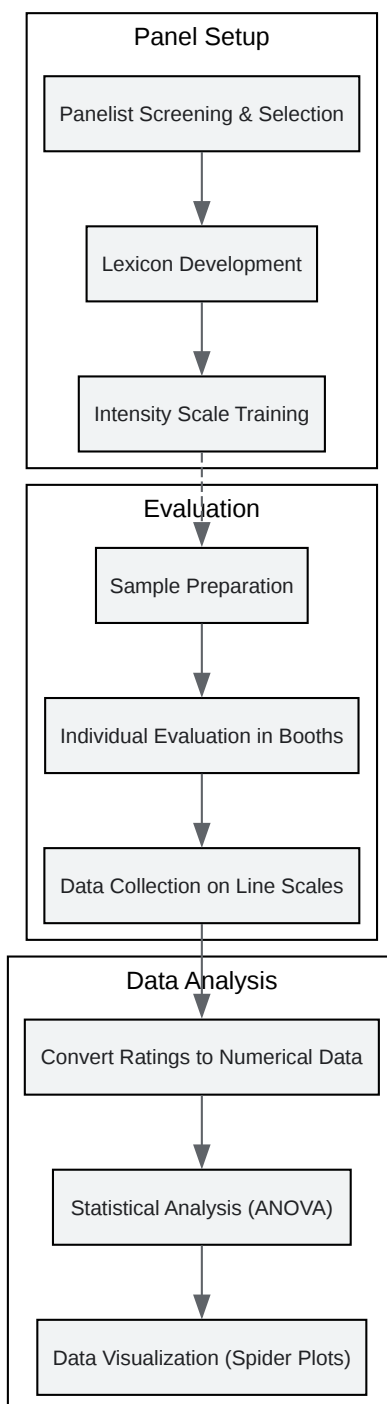 Panel Setup
Panelist Screening & Selection
Lexicon Development
Intensity Scale Training
Evaluation
Sample Preparation
Individual Evaluation in Booths
Data Collection on Line Scales
Data Analysis
Convert Ratings to Numerical Data
Statistical Analysis (ANOVA)
Data Visualization (Spider Plots)